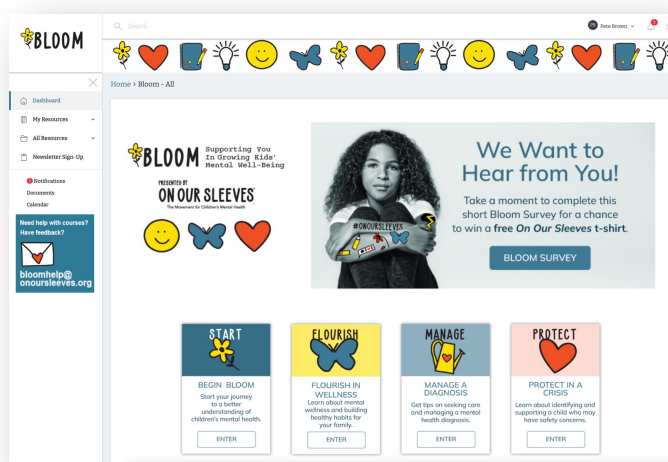 BLOOM
Search
PB Pete Brown
Home > Bloom - All
Dashboard
My Resources
All Resources
Newsletter Sign-Up
Notifications
Documents
Calendar
Need help with courses?
Have feedback?
bloomhelp@
onoursleeves.org
BLOOM
Supporting You
In Growing Kids'
Mental Well-Being
PRESENTED BY
ON OUR SLEEVES
The Movement for Children's Mental Health
#ONOURSLEEVES
We Want to
Hear from You!
Take a moment to complete this
short Bloom Survey for a chance
to win a free On Our Sleeves t-shirt.
BLOOM SURVEY
START
BEGIN BLOOM
Start your journey
to a better
understanding of
children's mental health.
ENTER
FLOURISH
FLOURISH IN
WELLNESS
Learn about mental
wellness and building
healthy habits for
your family.
ENTER
MANAGE
MANAGE A
DIAGNOSIS
Get tips on seeking care
and managing a mental
health diagnosis.
ENTER
PROTECT
PROTECT IN A
CRISIS
Learn about identifying and
supporting a child who may
have safety concerns.
ENTER